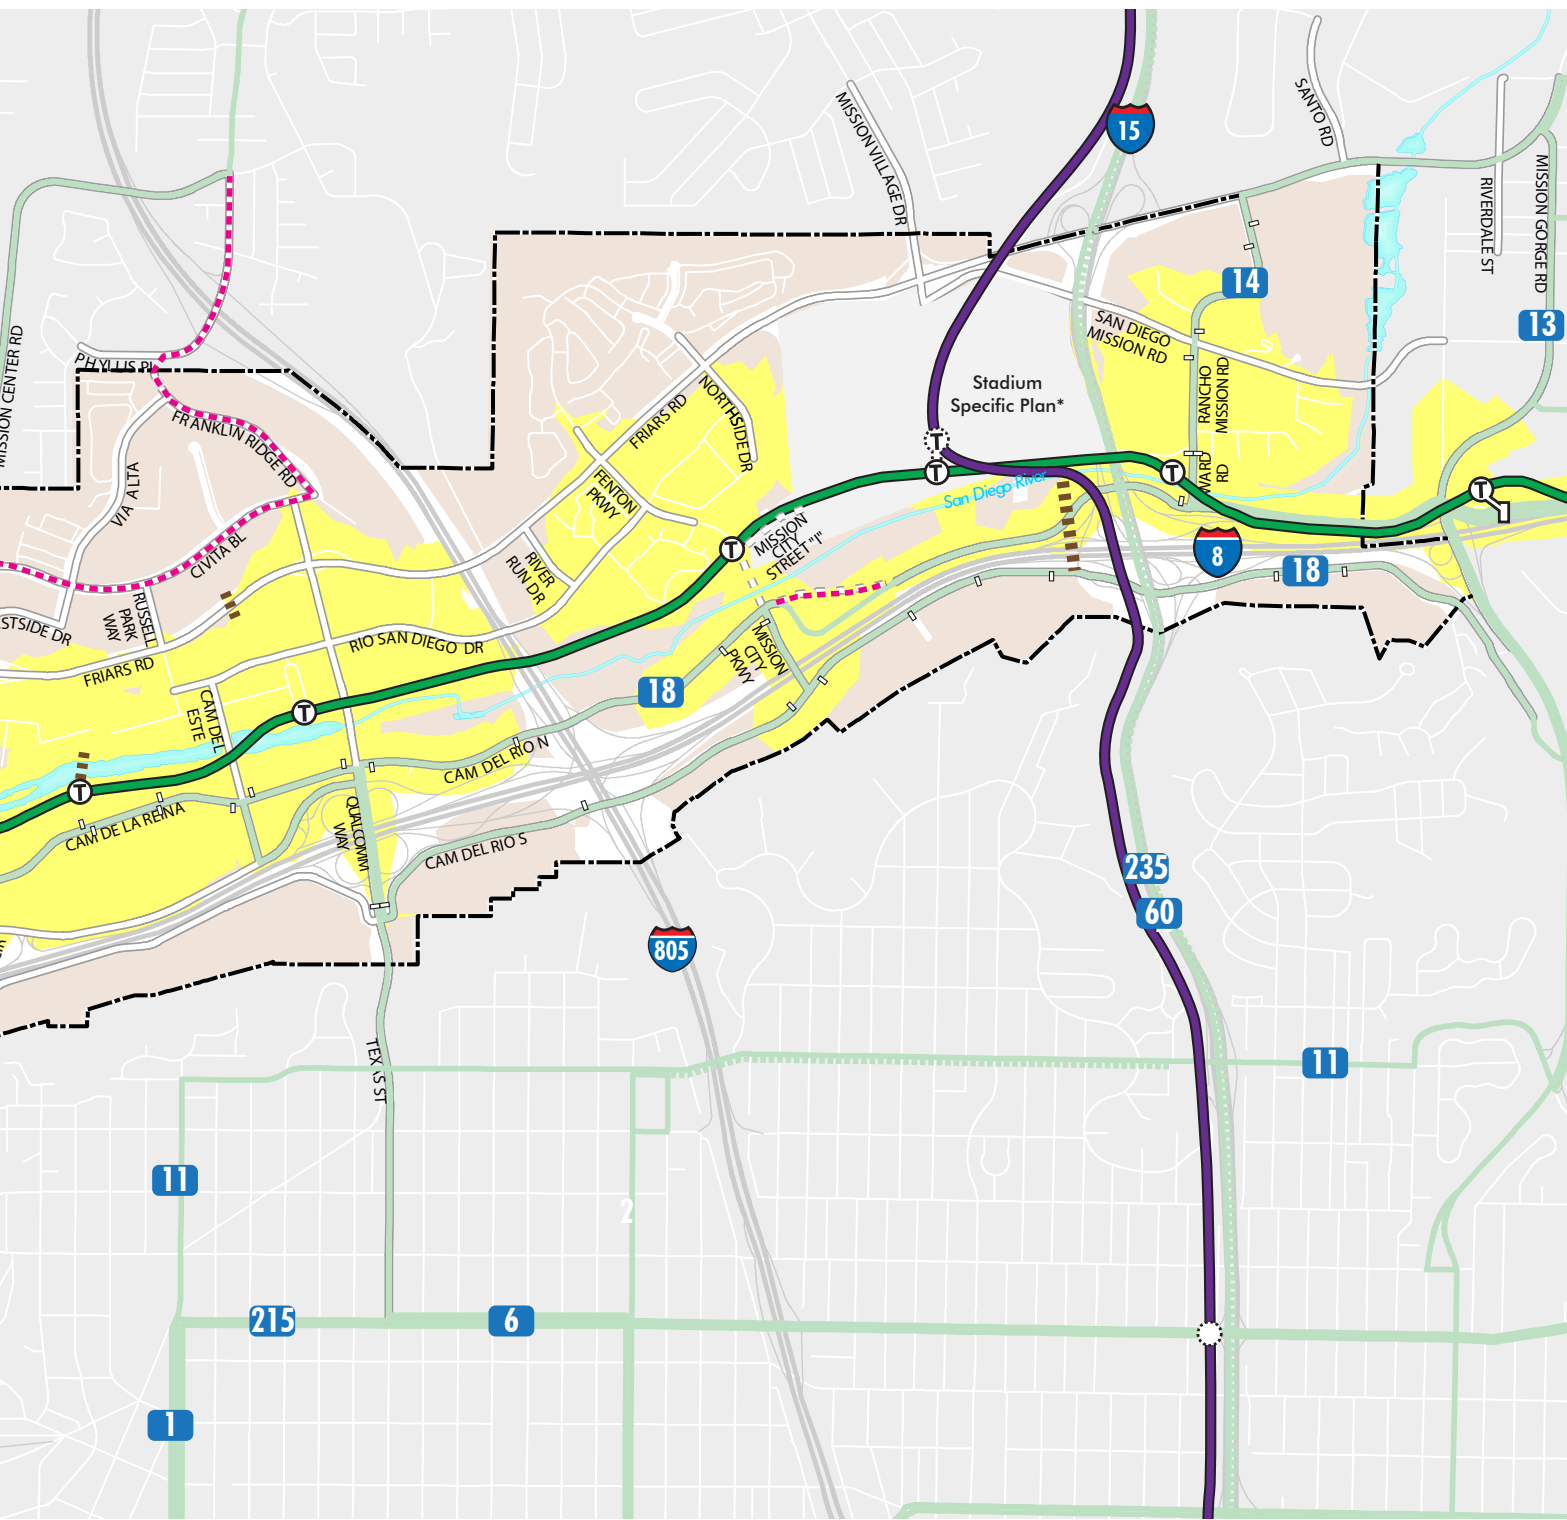 15
SANTO RD
MISSION VILLAGE DR
RIVERDALE ST
MISSION GORGE RD
14
13
SAN DIEGO
MISSION RD
MISSION CENTER RD
PHYLLIS PL
Stadium
Specific Plan*
RANCHO
MISSION RD
FRANKLIN RIDGE RD
FRIARS RD
NORTHSIDE DR
T
T
T
T
WARD
RD
VIA ALTA
FENTON
PKWY
San Diego River
CIVITA BL
MISSION
CITY
STREET "I"
T
8
18
RIVER
RUN DR
RUSSELL
PARK
WAY
STSIDE DR
RIO SAN DIEGO DR
FRIARS RD
MISSION
CITY
PKWY
18
CAM DEL
ESTE
T
CAM DEL RIO N
T
CAM DE LA REINA
QUALCOMM
WAY
CAM DEL RIO S
235
60
805
TEXAS ST
11
11
2
215
6
1